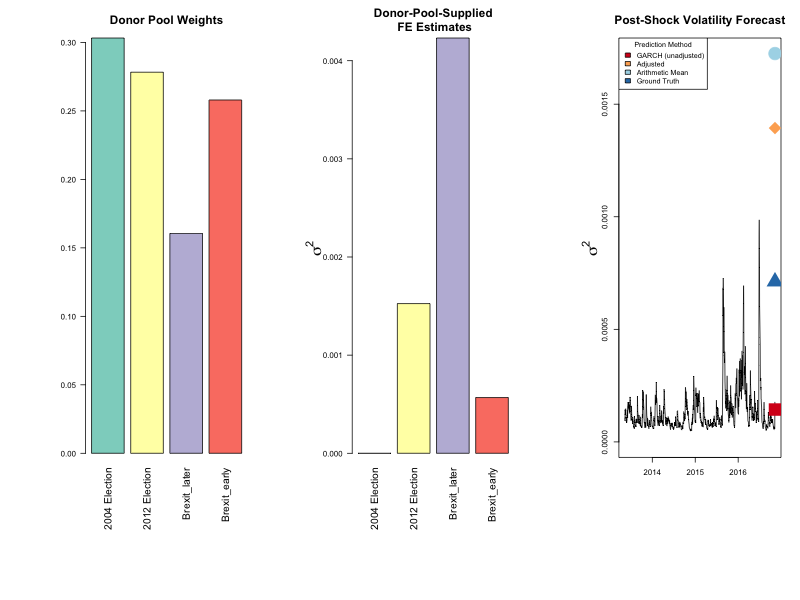 Donor Pool Weights
0.30
0.25
0.20
0.15
0.10
0.05
0.00
2004 Election
2012 Election
Brexit_later
Brexit_early
Donor-Pool-Supplied
FE Estimates
σ2
0.004
0.003
0.002
0.001
0.000
2004 Election
2012 Election
Brexit_later
Brexit_early
Post-Shock Volatility Forecast
Prediction Method
GARCH (unadjusted)
Adjusted
Arithmetic Mean
Ground Truth
σ2
0.0015
0.0010
0.0005
0.0000
2014
2015
2016